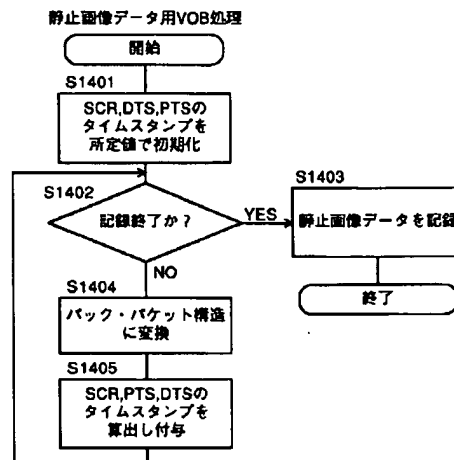 静止画像データ用VOB処理
開始
S1401
SCR,DTS,PTSの
タイムスタンプを
所定値で初期化
S1402
記録終了か？
YES
S1403
静止画像データを記録
終了
NO
S1404
パック・パケット構造
に変換
S1405
SCR,PTS,DTSの
タイムスタンプを
算出し付与